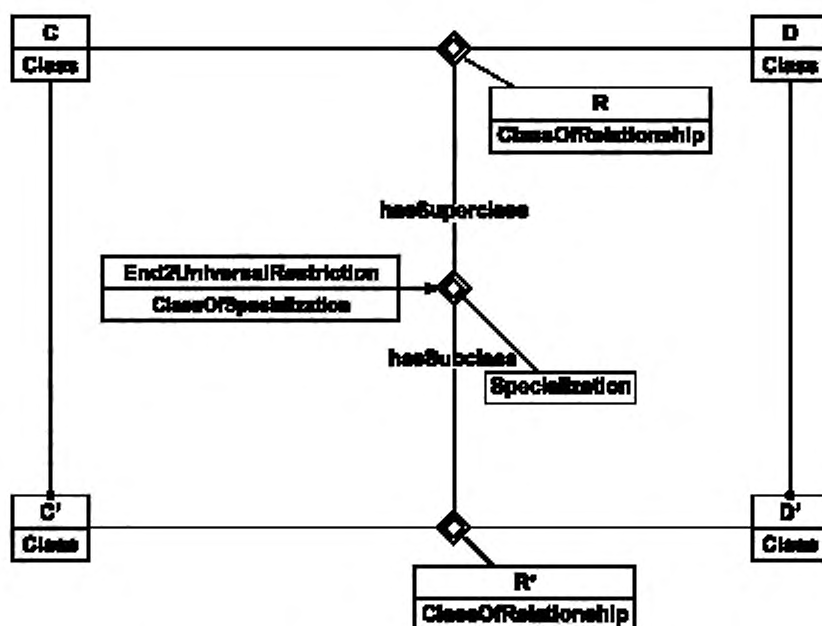 C
Class
D
Class
R
ClassOfRelationship
hasSuperclass
End2UniversalRestriction
ClassOfSpecialization
hasSubclass
Specialization
C'
Class
D'
Class
R'
ClassOfRelationship